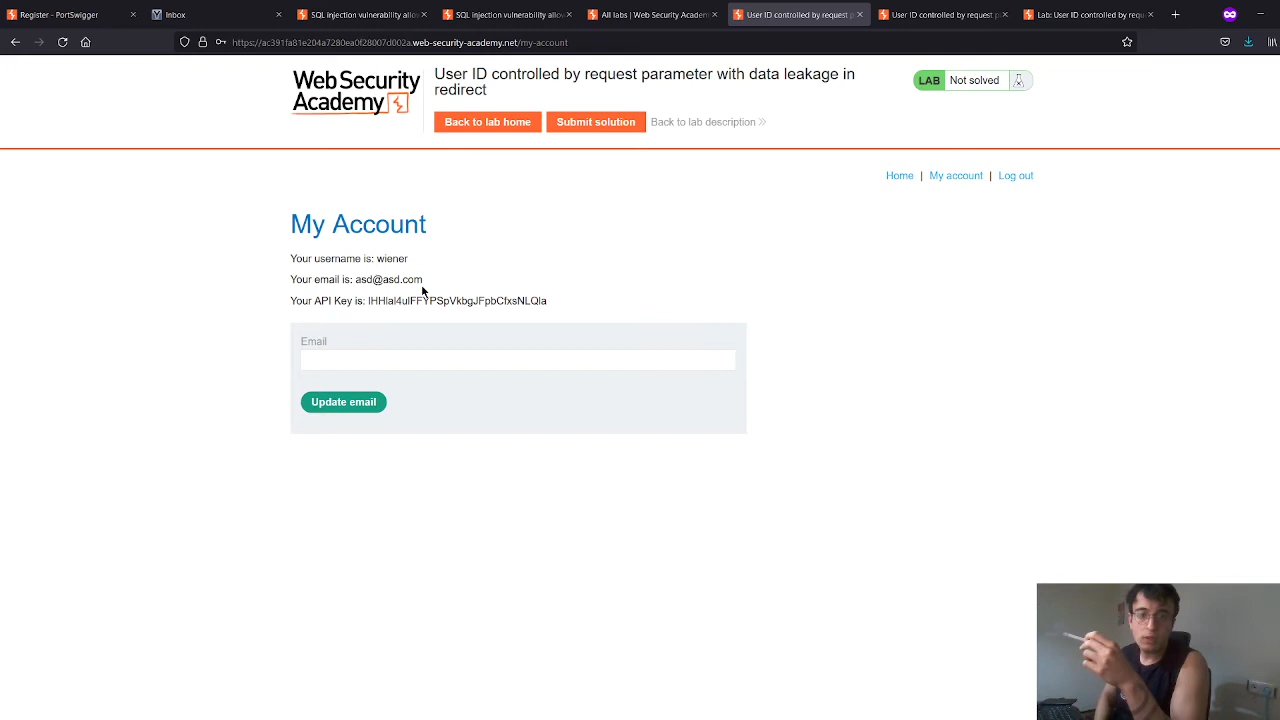 Register - PortSwigger
Inbox
SQL injection vulnerability allow
SQL injection vulnerability allow
All labs | Web Security Academ
User ID controlled by request p
User ID controlled by request p
Lab: User ID controlled by requ
https://ac391fa81e204a7280ea0f28007d002a.web-security-academy.net/my-account
Web Security
Academy
User ID controlled by request parameter with data leakage in
redirect
LAB Not solved
Back to lab home
Submit solution
Back to lab description
Home | My account | Log out
My Account
Your username is: wiener
Your email is: asd@asd.com
Your API Key is:
Email
Update email